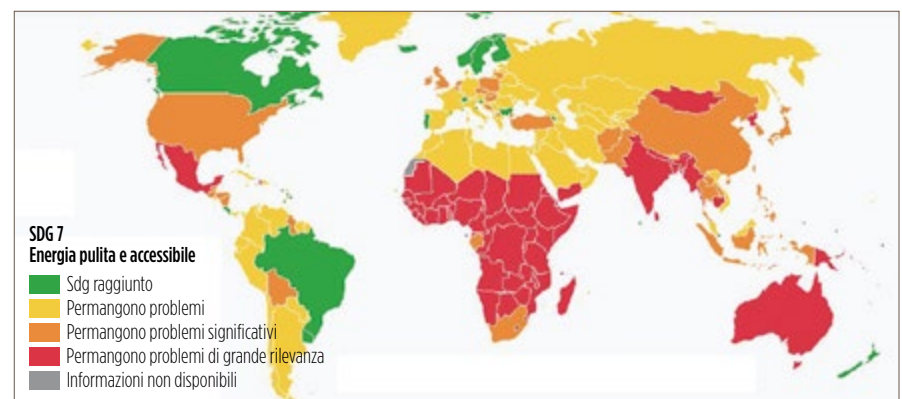 SDG 7
Energia pulita e accessibile
Sdg raggiunto
Permangono problemi
Permangono problemi significativi
Permangono problemi di grande rilevanza
Informazioni non disponibili